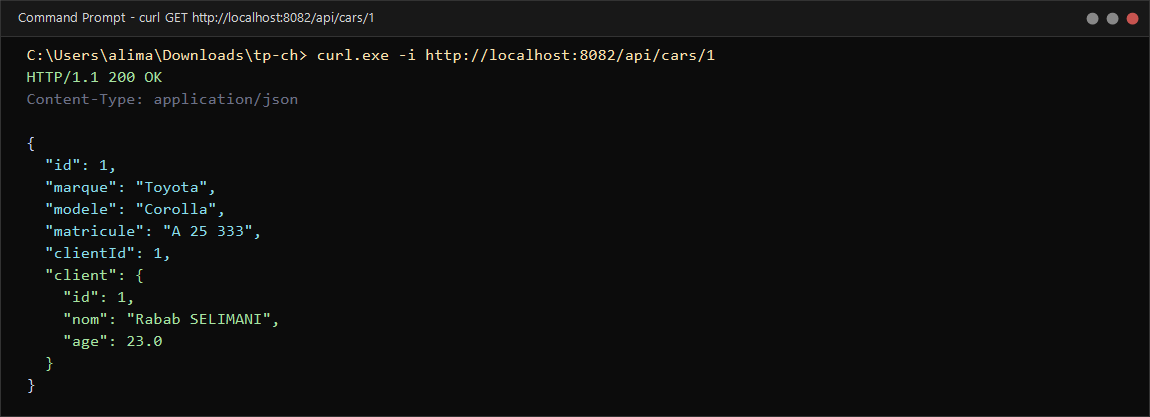 Command Prompt - curl GET http://localhost:8082/api/cars/1
C:\Users\alima\Downloads\tp-ch> curl.exe -i http://localhost:8082/api/cars/1
HTTP/1.1 200 OK
Content-Type: application/json
{
  "id": 1,
  "marque": "Toyota",
  "modele": "Corolla",
  "matricule": "A 25 333",
  "clientId": 1,
  "client": {
    "id": 1,
    "nom": "Rabab SELIMANI",
    "age": 23.0
  }
}